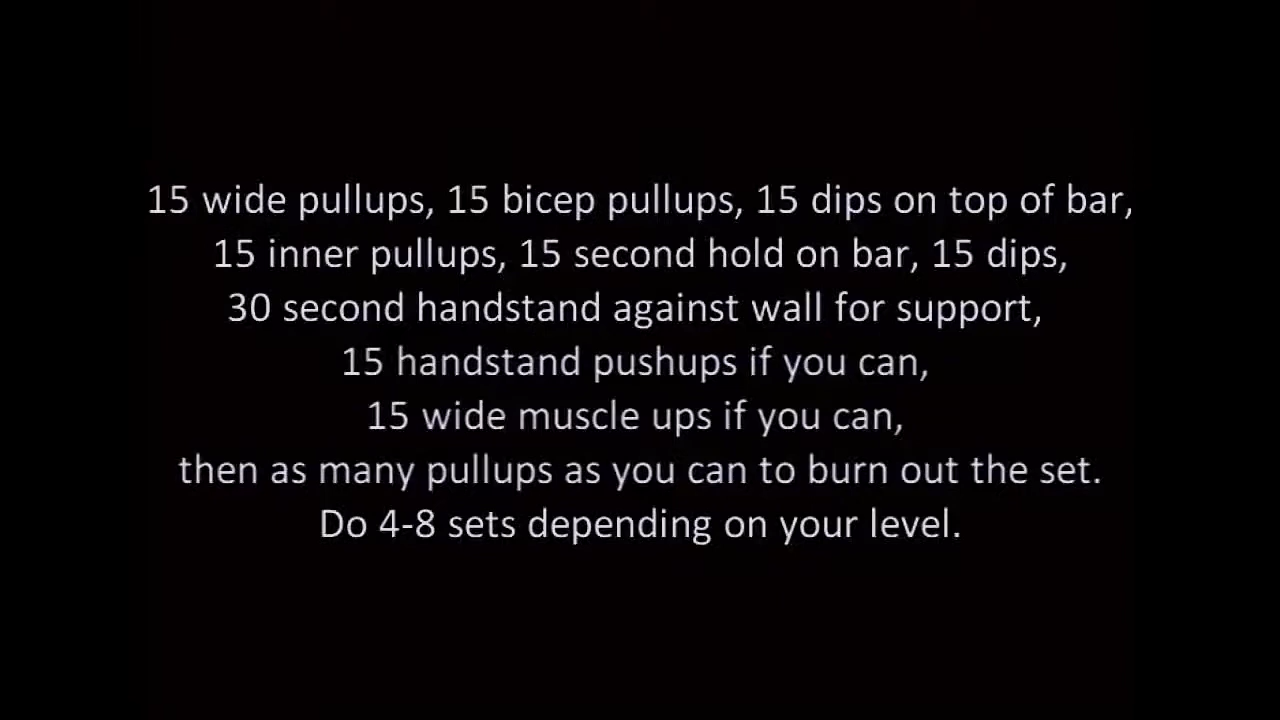 15 wide pullups, 15 bicep pullups, 15 dips on top of bar,
15 inner pullups, 15 second hold on bar, 15 dips,
30 second handstand against wall for support,
15 handstand pushups if you can,
15 wide muscle ups if you can,
then as many pullups as you can to burn out the set.
Do 4-8 sets depending on your level.